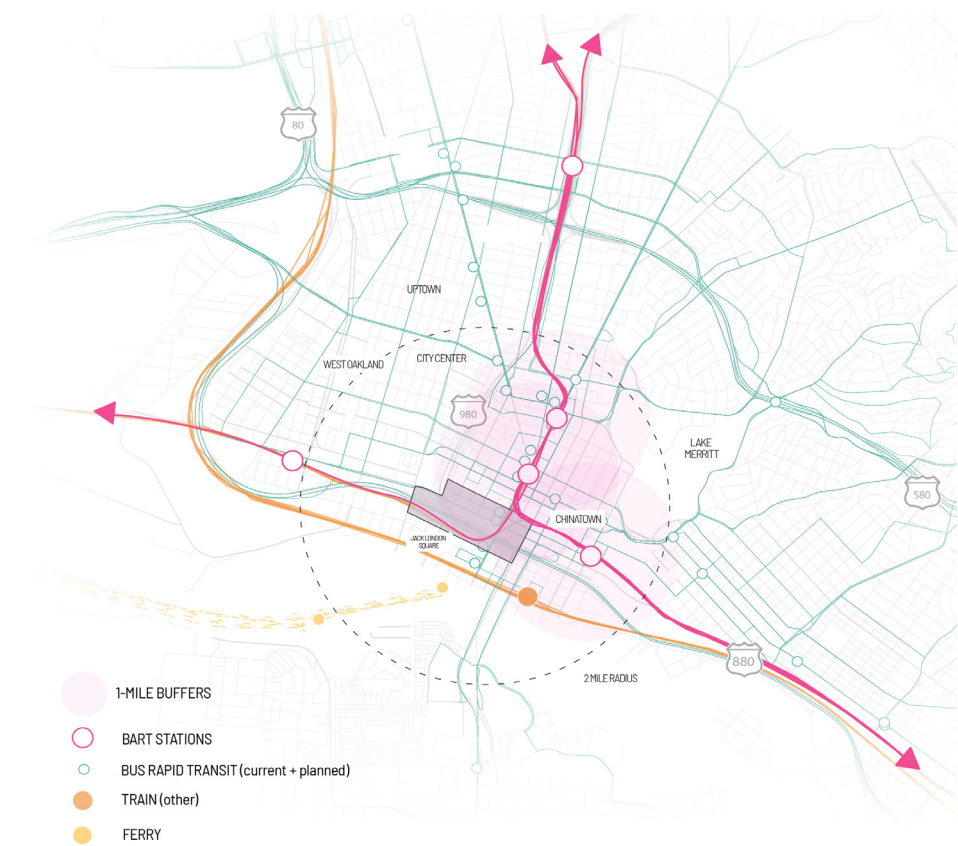 80
UPTOWN
CITY CENTER
WEST OAKLAND
980
LAKE
MERRITT
580
CHINATOWN
JACK LONDON
SQUARE
880
2 MILE RADIUS
1-MILE BUFFERS
BART STATIONS
BUS RAPID TRANSIT (current + planned)
TRAIN (other)
FERRY